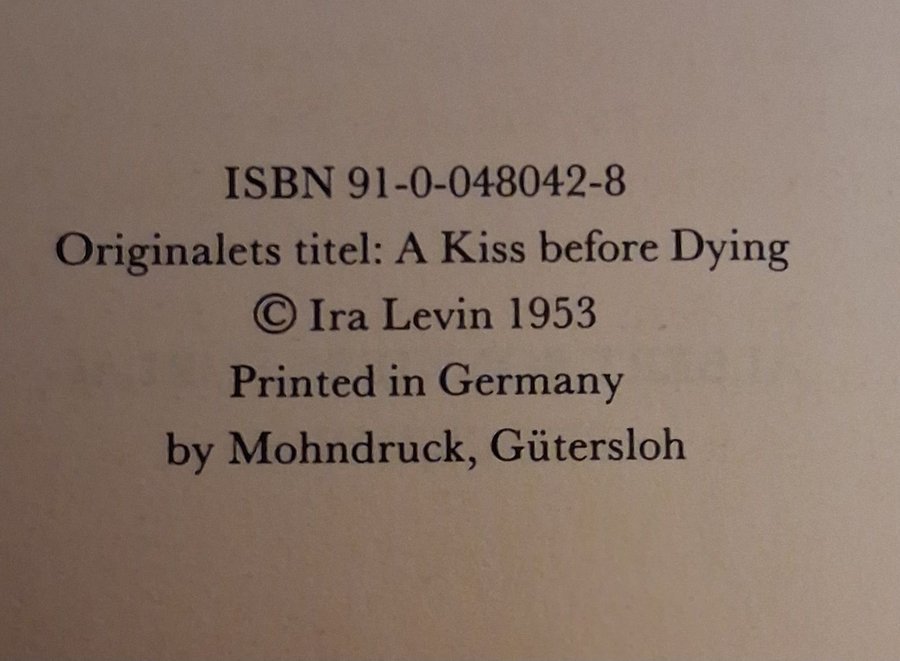 ISBN 91-0-048042-8
Originalets titel: A Kiss before Dying
© Ira Levin 1953
Printed in Germany
by Mohndruck, Gütersloh